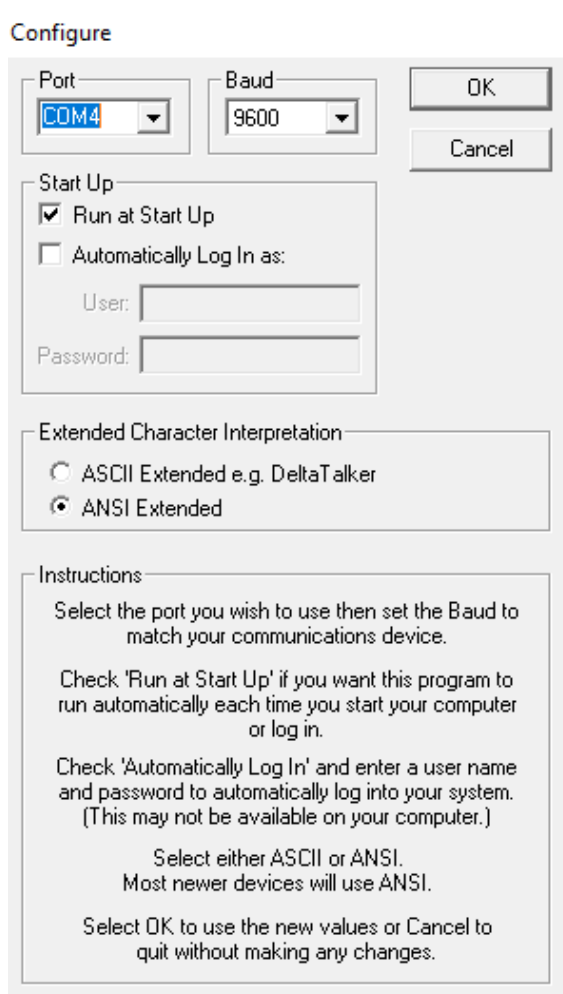 Configure
Port
COM4
Baud
9600
OK
Cancel
Start Up
Run at Start Up
Automatically Log In as:
User:
Password:
Extended Character Interpretation
ASCII Extended e.g. DeltaTalker
ANSI Extended
Instructions
Select the port you wish to use then set the Baud to
match your communications device.
Check 'Run at Start Up' if you want this program to
run automatically each time you start your computer
or log in.
Check 'Automatically Log In' and enter a user name
and password to automatically log into your system.
(This may not be available on your computer.)
Select either ASCII or ANSI.
Most newer devices will use ANSI.
Select OK to use the new values or Cancel to
quit without making any changes.